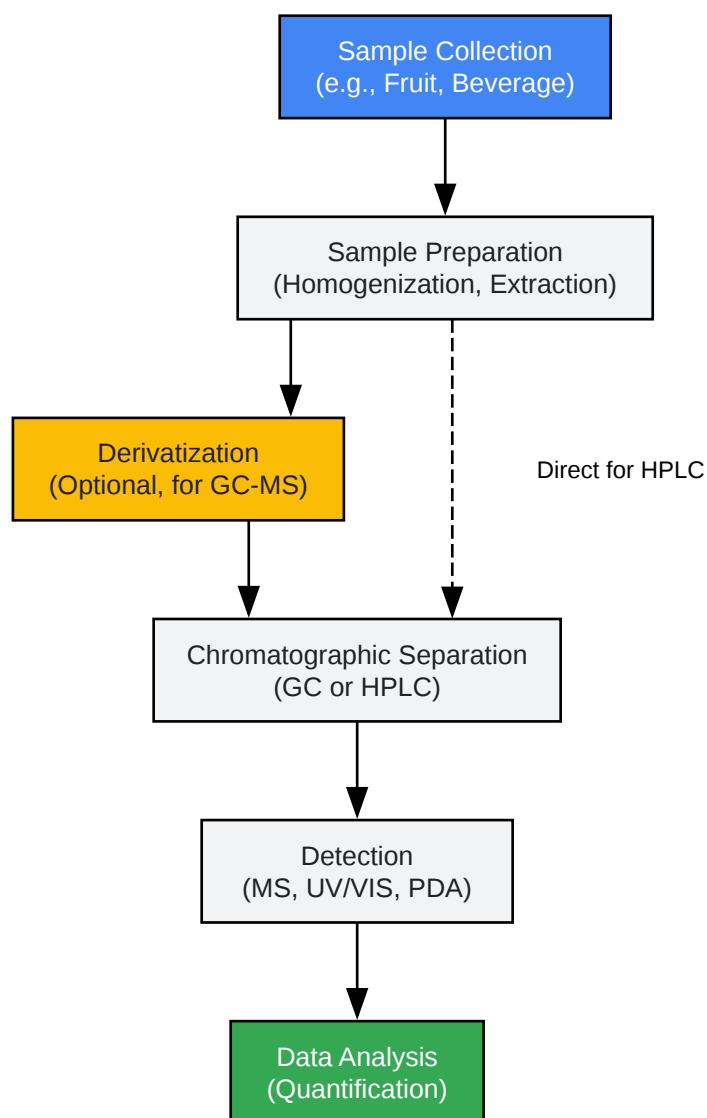 Sample Collection
(e.g., Fruit, Beverage)
Sample Preparation
(Homogenization, Extraction)
Derivatization
(Optional, for GC-MS)
Direct for HPLC
Chromatographic Separation
(GC or HPLC)
Detection
(MS, UV/VIS, PDA)
Data Analysis
(Quantification)